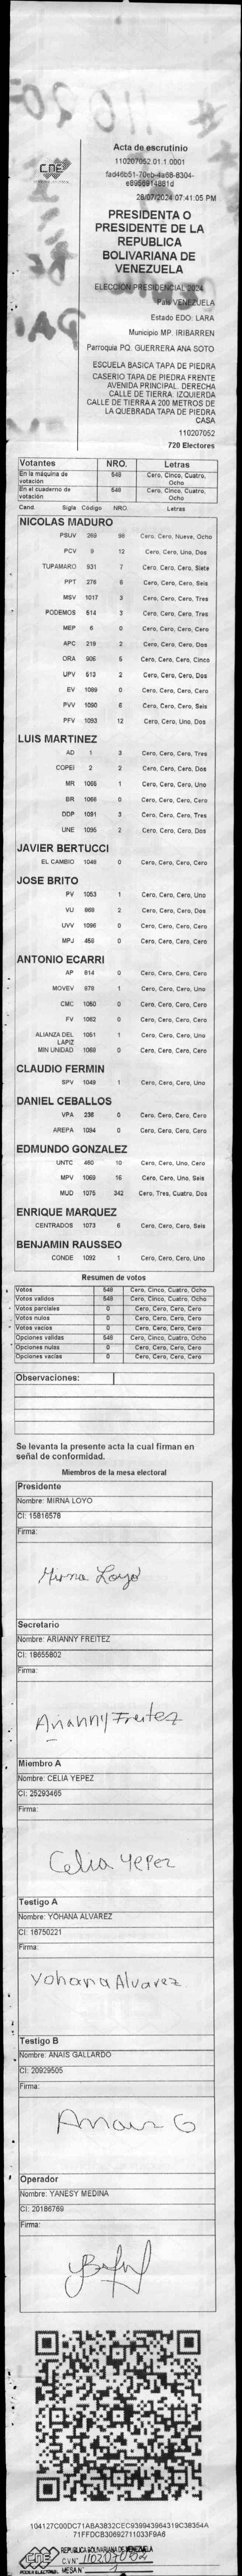 CNE
Acta de escrutinio
110207052.01.1.0001
28/07/2024 07:41:05 PM
PRESIDENTA O
PRESIDENTE DE LA
REPUBLICA
BOLIVARIANA DE
VENEZUELA
ELECCION PRESIDENCIAL 2024
Pais VENEZUELA
Estado EDO. LARA
Municipio MP. IRIBARREN
Parroquia PQ. GUERRERA ANA SOTO
ESCUELA BASICA TAPA DE PIEDRA
CASERIO TAPA DE PIEDRA FRENTE
AVENIDA PRINCIPAL. DERECHA
CALLE DE TIERRA. IZQUIERDA
CALLE DE TIERRA A 200 METROS DE
LA QUEBRADA TAPA DE PIEDRA
CASA
110207052
720 Electores
Votantes NRO. Letras
En la máquina de votación 548 Cero, Cinco, Cuatro, Ocho
En el cuaderno de votación 548 Cero, Cinco, Cuatro, Ocho
Cand. Sigla Código NRO. Letras
NICOLAS MADURO
PSUV 269 98 Cero, Cero, Nueve, Ocho
PCV 9 12 Cero, Cero, Uno, Dos
TUPAMARO 931 7 Cero, Cero, Cero, Siete
PPT 276 6 Cero, Cero, Cero, Seis
MSV 1017 3 Cero, Cero, Cero, Tres
PODEMOS 514 3 Cero, Cero, Cero, Tres
MEP 6 0 Cero, Cero, Cero, Cero
APC 219 2 Cero, Cero, Cero, Dos
ORA 906 5 Cero, Cero, Cero, Cinco
UPV 513 2 Cero, Cero, Cero, Dos
EV 1089 0 Cero, Cero, Cero, Cero
PVV 1090 6 Cero, Cero, Cero, Seis
PFV 1093 12 Cero, Cero, Uno, Dos
LUIS MARTINEZ
AD 1 3 Cero, Cero, Cero, Tres
COPEI 2 2 Cero, Cero, Cero, Dos
MR 1066 1 Cero, Cero, Cero, Uno
BR 1068 0 Cero, Cero, Cero, Cero
DDP 1091 3 Cero, Cero, Cero, Tres
UNE 1095 2 Cero, Cero, Cero, Dos
JAVIER BERTUCCI
EL CAMBIO 1048 0 Cero, Cero, Cero, Cero
JOSE BRITO
PV 1053 1 Cero, Cero, Cero, Uno
VU 868 2 Cero, Cero, Cero, Dos
UVV 1096 0 Cero, Cero, Cero, Cero
MPJ 458 0 Cero, Cero, Cero, Cero
ANTONIO ECARRI
AP 814 0 Cero, Cero, Cero, Cero
MOVEV 878 1 Cero, Cero, Cero, Uno
CMC 1050 0 Cero, Cero, Cero, Cero
FV 1062 0 Cero, Cero, Cero, Cero
ALIANZA DEL LAPIZ 1051 1 Cero, Cero, Cero, Uno
MIN UNIDAD 1088 0 Cero, Cero, Cero, Cero
CLAUDIO FERMIN
SPV 1049 1 Cero, Cero, Cero, Uno
DANIEL CEBALLOS
VPA 236 0 Cero, Cero, Cero, Cero
AREPA 1094 0 Cero, Cero, Cero, Cero
EDMUNDO GONZALEZ
UNTC 460 10 Cero, Cero, Uno, Cero
MPV 1069 16 Cero, Cero, Uno, Seis
MUD 1075 342 Cero, Tres, Cuatro, Dos
ENRIQUE MARQUEZ
CENTRADOS 1073 6 Cero, Cero, Cero, Seis
BENJAMIN RAUSSEO
CONDE 1092 1 Cero, Cero, Cero, Uno
Resumen de votos
Votos 548 Cero, Cinco, Cuatro, Ocho
Votos validos 548 Cero, Cinco, Cuatro, Ocho
Votos parciales 0 Cero, Cero, Cero, Cero
Votos nulos 0 Cero, Cero, Cero, Cero
Votos vacios 0 Cero, Cero, Cero, Cero
Opciones validas 548 Cero, Cinco, Cuatro, Ocho
Opciones nulas 0 Cero, Cero, Cero, Cero
Opciones vacias 0 Cero, Cero, Cero, Cero
Observaciones:
Se levanta la presente acta la cual firman en
señal de conformidad.
Miembros de la mesa electoral
Presidente
Nombre: MIRNA LOYO
CI: 15816578
Firma:
Mirna Loyo
Secretario
Nombre: ARIANNY FREITEZ
CI: 18655802
Firma:
Arianny Freitez
Miembro A
Nombre: CELIA YEPEZ
CI: 25293465
Firma:
Celia Yepez
Testigo A
Nombre: YOHANA ALVAREZ
CI: 16750221
Firma:
Yohana Alvarez
Testigo B
Nombre: ANAIS GALLARDO
CI: 20929505
Firma:
Anais G
Operador
Nombre: YANESY MEDINA
CI: 20186769
Firma:
104127C00DC71ABA3832CEC939943964319C38354A
71FFDCB30692711033F9A6
CNE REPUBLICA BOLIVARIANA DE VENEZUELA
PODER ELECTORAL C.V.Nº 110207052
MESA Nº 1